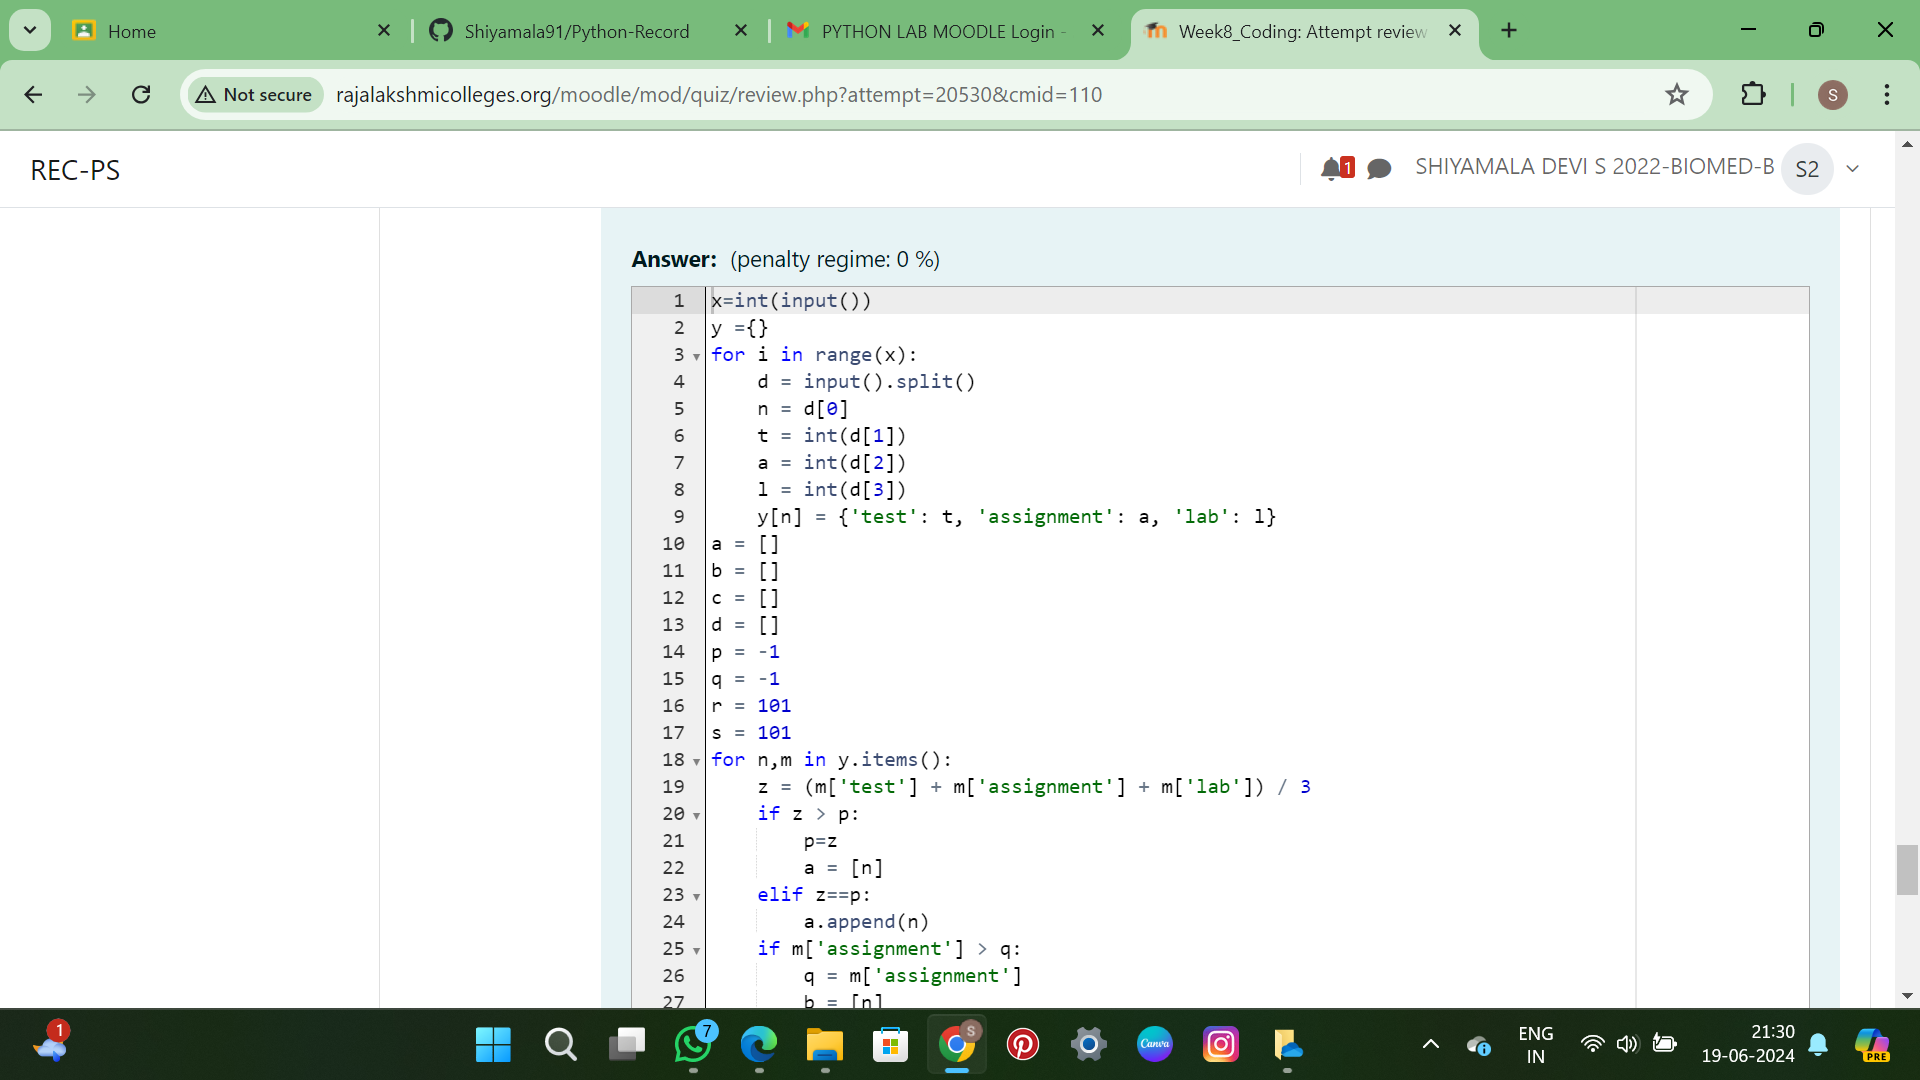 Home
Shiyamala91/Python-Record
PYTHON LAB MOODLE Login -
Week8_Coding: Attempt review
Not secure
rajalakshmicolleges.org/moodle/mod/quiz/review.php?attempt=20530&cmid=110
S
REC-PS
1
SHIYAMALA DEVI S 2022-BIOMED-B
S2
Answer: (penalty regime: 0 %)
1 x=int(input())
2 y ={}
3 for i in range(x):
4     d = input().split()
5     n = d[0]
6     t = int(d[1])
7     a = int(d[2])
8     l = int(d[3])
9     y[n] = {'test': t, 'assignment': a, 'lab': l}
10 a = []
11 b = []
12 c = []
13 d = []
14 p = -1
15 q = -1
16 r = 101
17 s = 101
18 for n,m in y.items():
19     z = (m['test'] + m['assignment'] + m['lab']) / 3
20     if z > p:
21         p=z
22         a = [n]
23     elif z==p:
24         a.append(n)
25     if m['assignment'] > q:
26         q = m['assignment']
27         b = [n]
1
7
S
Canva
ENG
IN
21:30
19-06-2024
PRE